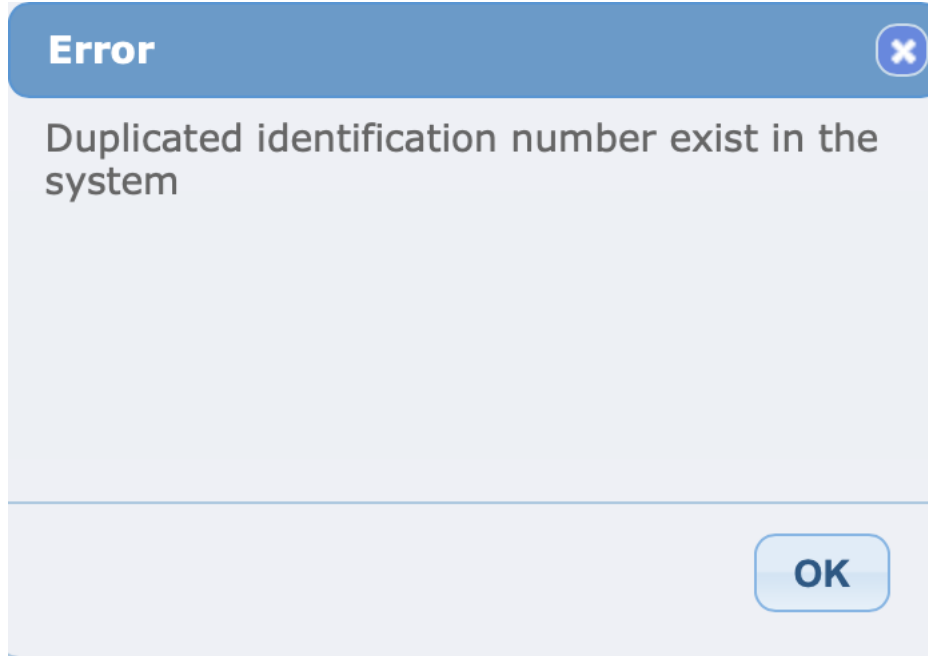 Error
Duplicated identification number exist in the
system
OK